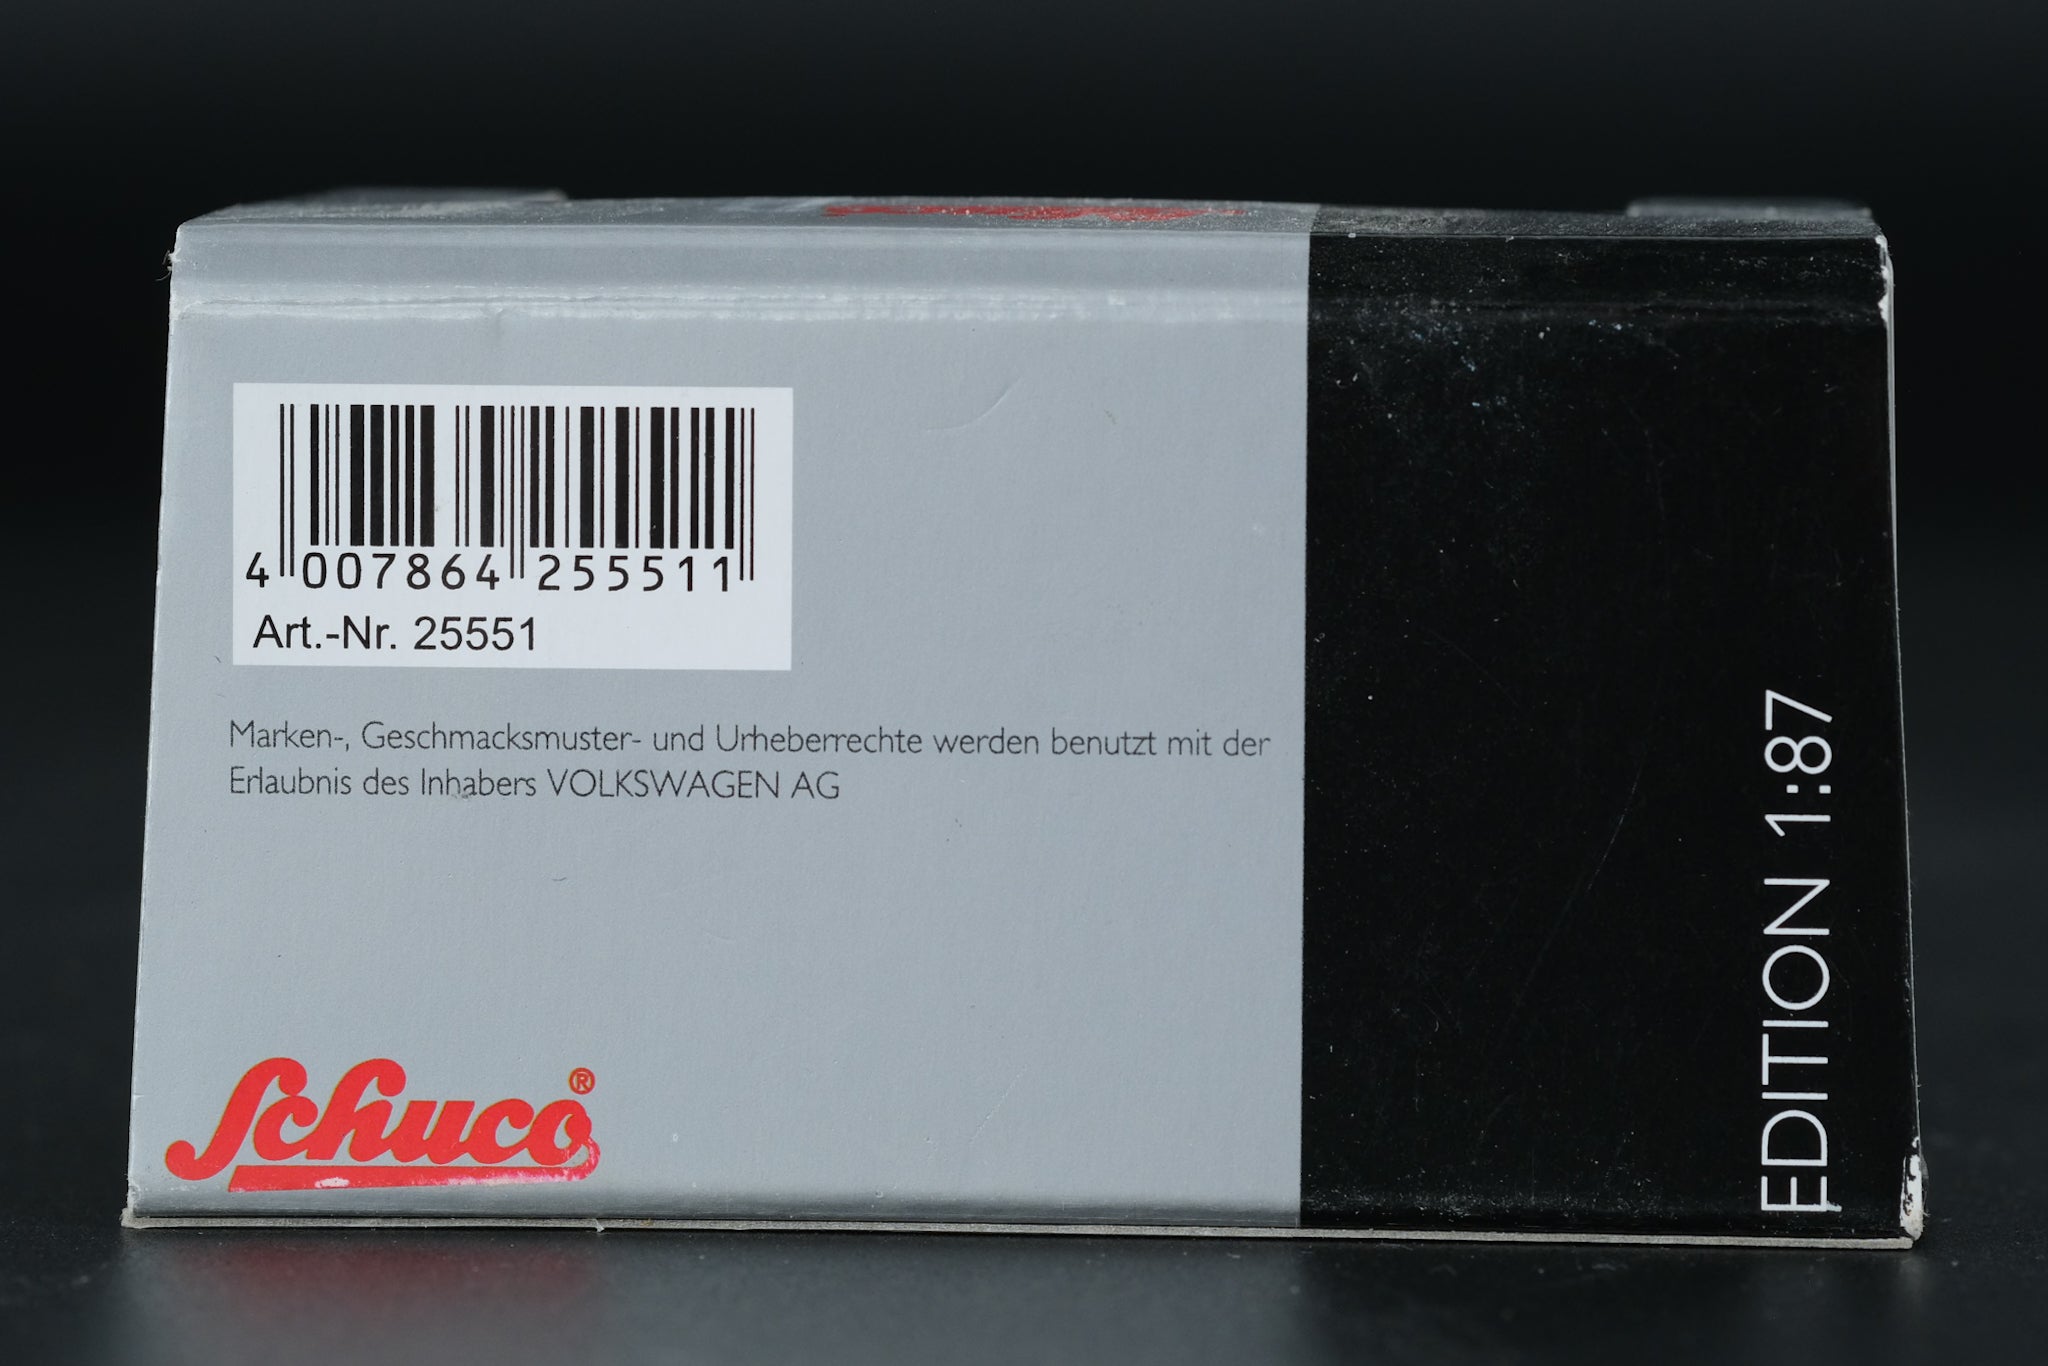 4 007864 255511
Art.-Nr. 25551
Marken-, Geschmacksmuster- und Urheberrechte werden benutzt mit der
Erlaubnis des Inhabers VOLKSWAGEN AG
Schuco®
EDITION 1:87